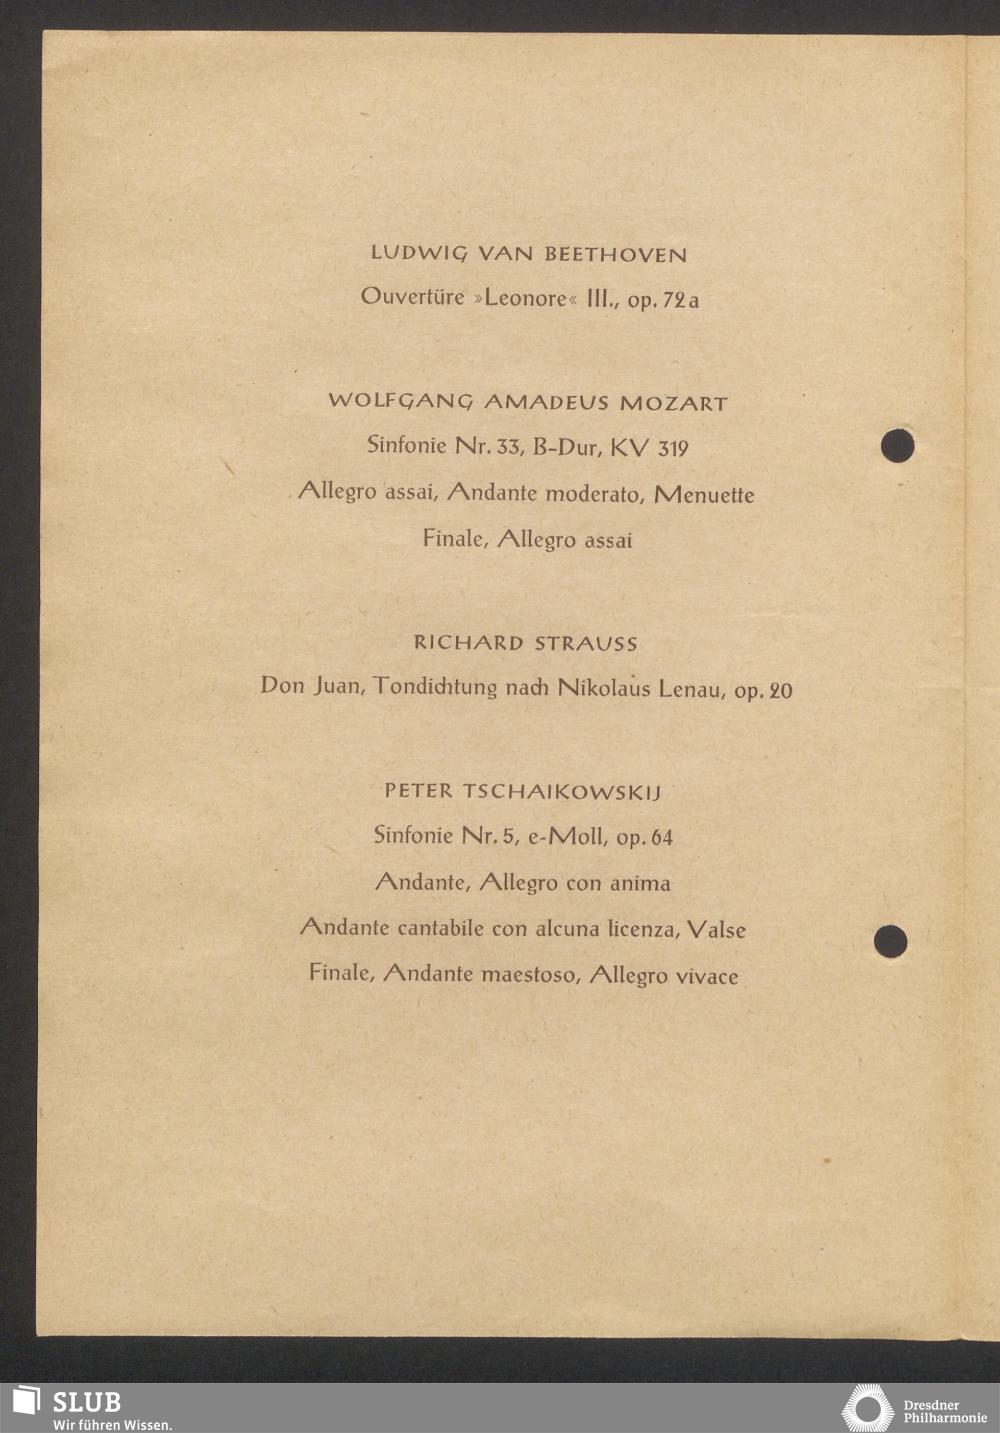 LUDWIG VAN BEETHOVEN
Ouvertüre »Leonore« III., op. 72a
WOLFGANG AMADEUS MOZART
Sinfonie Nr. 33, B-Dur, KV 319
Allegro assai, Andante moderato, Menuette
Finale, Allegro assai
RICHARD STRAUSS
Don Juan, Tondichtung nach Nikolaus Lenau, op. 20
PETER TSCHAIKOWSKIJ
Sinfonie Nr. 5, e-Moll, op. 64
Andante, Allegro con anima
Andante cantabile con alcuna licenza, Valse
Finale, Andante maestoso, Allegro vivace
SLUB
Wir führen Wissen.
Dresdner
Philharmonie